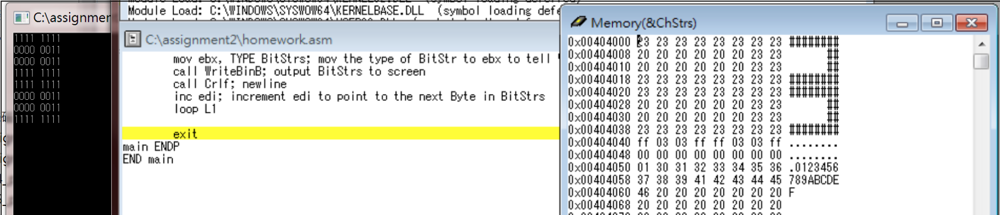 Module Load: C:\WINDOWS\SYSWOW64\KERNELBASE.DLL (symbol loading defe
C:\assignmen
1111 1111
0000 0011
0000 0011
1111 1111
1111 1111
0000 0011
0000 0011
1111 1111
C:\assignment2\homework.asm
mov ebx, TYPE BitStrs; mov the type of BitStr to ebx to tell
call WriteBinB; output BitStrs to screen
call Crlf; newline
inc edi; increment edi to point to the next Byte in BitStrs
loop L1
exit
main ENDP
END main
Memory(&ChStrs)
0x00404000 23 23 23 23 23 23 23 23 ########
0x00404008 20 20 20 20 20 20 23 23 ##
0x00404010 20 20 20 20 20 20 23 23 ##
0x00404018 23 23 23 23 23 23 23 23 ########
0x00404020 23 23 23 23 23 23 23 23 ########
0x00404028 20 20 20 20 20 20 23 23 ##
0x00404030 20 20 20 20 20 20 23 23 ##
0x00404038 23 23 23 23 23 23 23 23 ########
0x00404040 ff 03 03 ff ff 03 03 ff ........
0x00404048 00 00 00 00 00 00 00 00 ........
0x00404050 01 30 31 32 33 34 35 36 .0123456
0x00404058 37 38 39 41 42 43 44 45 789ABCDE
0x00404060 46 20 20 20 20 20 20 20 F
0x00404068 20 20 20 20 20 20 20 20